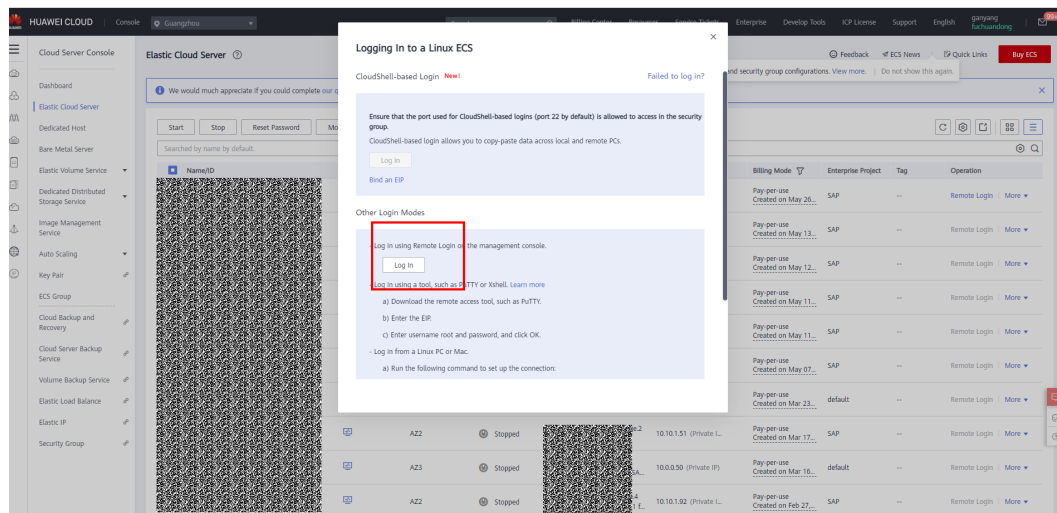 HUAWEI CLOUD Console Guangzhou Billing Center Resources Service Tickets Enterprise Develop Tools ICP License Support English ganyang
fuchuandong
99+
Cloud Server Console
Dashboard
Elastic Cloud Server
Dedicated Host
Bare Metal Server
Elastic Volume Service
Dedicated Distributed
Storage Service
Image Management
Service
Auto Scaling
Key Pair
ECS Group
Cloud Backup and
Recovery
Cloud Server Backup
Service
Volume Backup Service
Elastic Load Balance
Elastic IP
Security Group
Elastic Cloud Server
Feedback ECS News Quick Links Buy ECS
and security group configurations. View more. Do not show this again.
We would much appreciate if you could complete our q
Start Stop Reset Password Mo
Searched by name by default.
Name/ID Billing Mode Enterprise Project Tag Operation
Pay-per-use
Created on May 26... SAP -- Remote Login More
Pay-per-use
Created on May 13... SAP -- Remote Login More
Pay-per-use
Created on May 12... SAP -- Remote Login More
Pay-per-use
Created on May 11... SAP -- Remote Login More
Pay-per-use
Created on May 11... SAP -- Remote Login More
Pay-per-use
Created on May 07... SAP -- Remote Login More
Pay-per-use
Created on Mar 23... default -- Remote Login More
AZ2 Stopped 10.10.1.51 (Private I... Pay-per-use
Created on Mar 17... SAP -- Remote Login More
AZ3 Stopped 10.0.0.50 (Private IP) Pay-per-use
Created on Mar 16... default -- Remote Login More
AZ2 Stopped 10.10.1.92 (Private I... Pay-per-use
Created on Feb 27,... SAP -- Remote Login More
Logging In to a Linux ECS
CloudShell-based Login New! Failed to log in?
Ensure that the port used for CloudShell-based logins (port 22 by default) is allowed to access in the security
group.
CloudShell-based login allows you to copy-paste data across local and remote PCs.
Log In
Bind an EIP
Other Login Modes
- Log in using Remote Login on the management console.
Log In
- Log in using a tool, such as PuTTY or Xshell. Learn more
a) Download the remote access tool, such as PuTTY.
b) Enter the EIP.
c) Enter username root and password, and click OK.
- Log in from a Linux PC or Mac.
a) Run the following command to set up the connection: